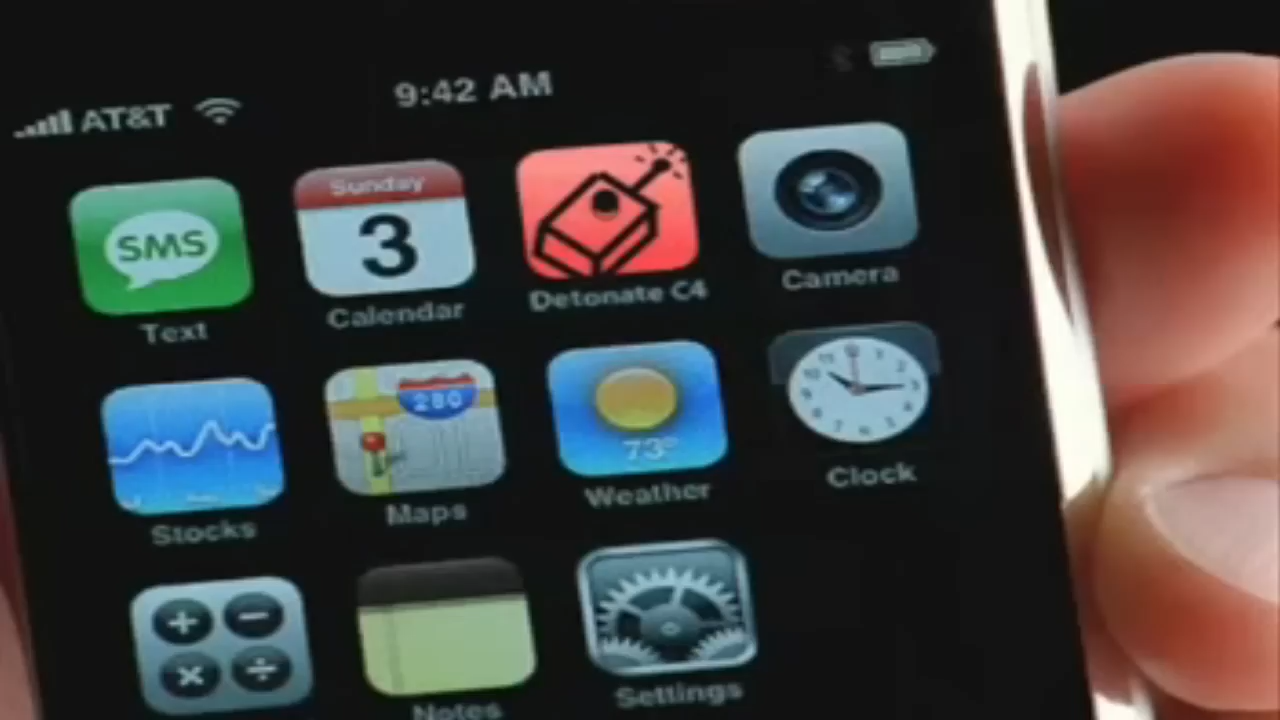 AT&T 9:42 AM
SMS
Sunday
3
Text
Calendar
Detonate C4
Camera
280
73°
Stocks
Maps
Weather
Clock
Notes
Settings